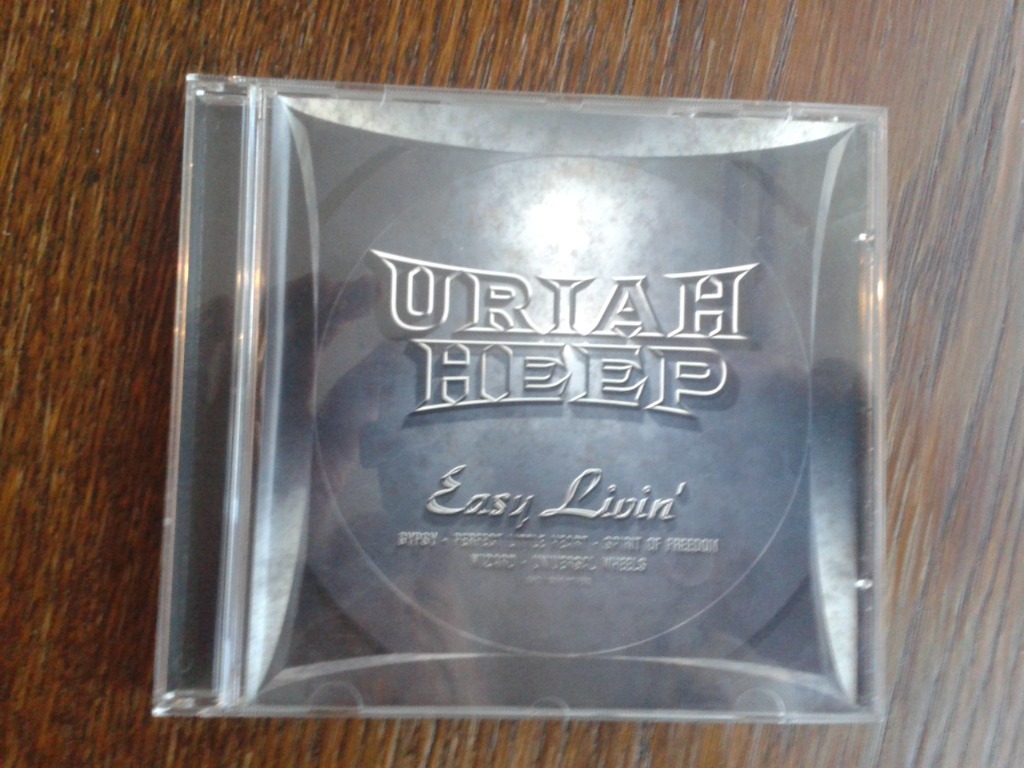 URIAH
HEEP
Easy Livin'
GYPSY - PERFECT LITTLE HEART - SPIRIT OF FREEDOM
WIZARD - UNIVERSAL WHEELS